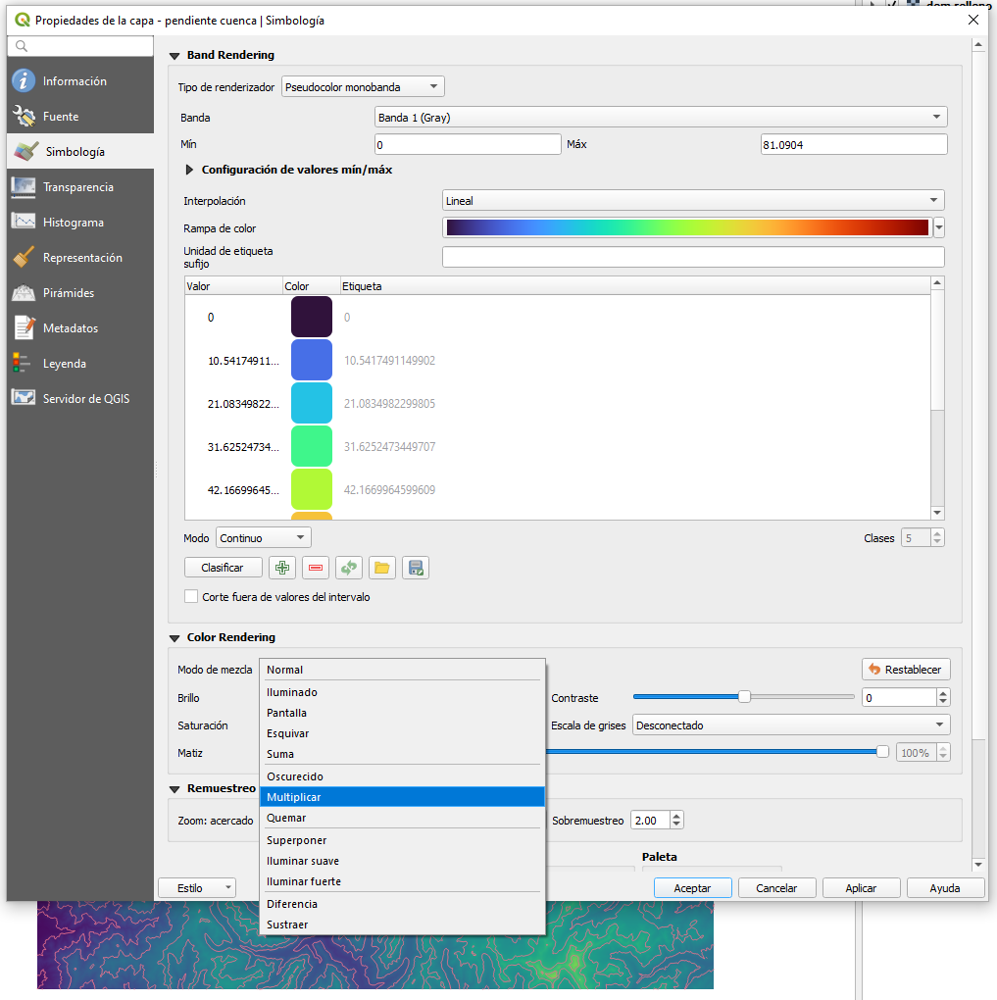 dem relleno
Propiedades de la capa - pendiente cuenca | Simbología
Información
Fuente
Simbología
Transparencia
Histograma
Representación
Pirámides
Metadatos
Leyenda
Servidor de QGIS
Band Rendering
Tipo de renderizador Pseudocolor monobanda
Banda Banda 1 (Gray)
Mín 0 Máx 81.0904
Configuración de valores mín/máx
Interpolación Lineal
Rampa de color
Unidad de etiqueta
sufijo
Valor Color Etiqueta
0 0
10.5417491149... 10.5417491149902
21.08349822... 21.0834982299805
31.62524734... 31.6252473449707
42.16699645... 42.1669964599609
Modo Continuo Clases 5
Clasificar
Corte fuera de valores del intervalo
Color Rendering
Modo de mezcla Normal Restablecer
Iluminado
Brillo Contraste 0
Pantalla
Saturación Escala de grises Desconectado
Esquivar
Matiz Suma 100%
Oscurecido
Remuestreo
Multiplicar
Zoom: acercado Quemar Sobremuestreo 2.00
Superponer
Paleta
Iluminar suave
Iluminar fuerte
Estilo Aceptar Cancelar Aplicar Ayuda
Diferencia
Sustraer